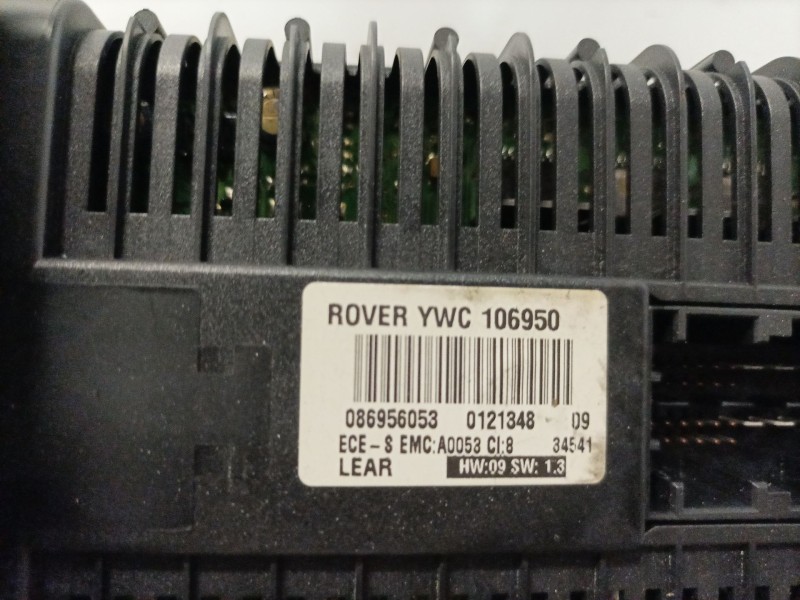 ROVER YWC 106950
086956053 0121348 09
ECE-S EMC:A0053 CI:8 34541
LEAR HW:09 SW: 1.3